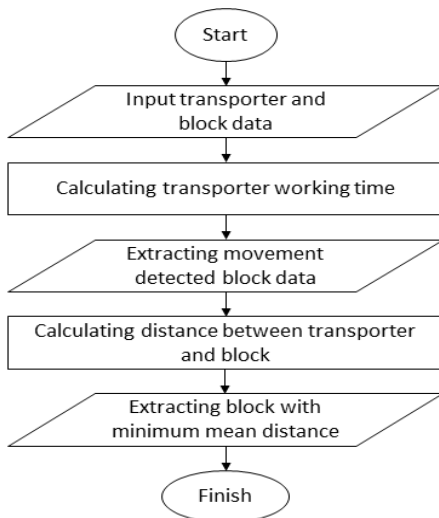 Start
Input transporter and
block data
Calculating transporter working time
Extracting movement
detected block data
Calculating distance between transporter
and block
Extracting block with
minimum mean distance
Finish